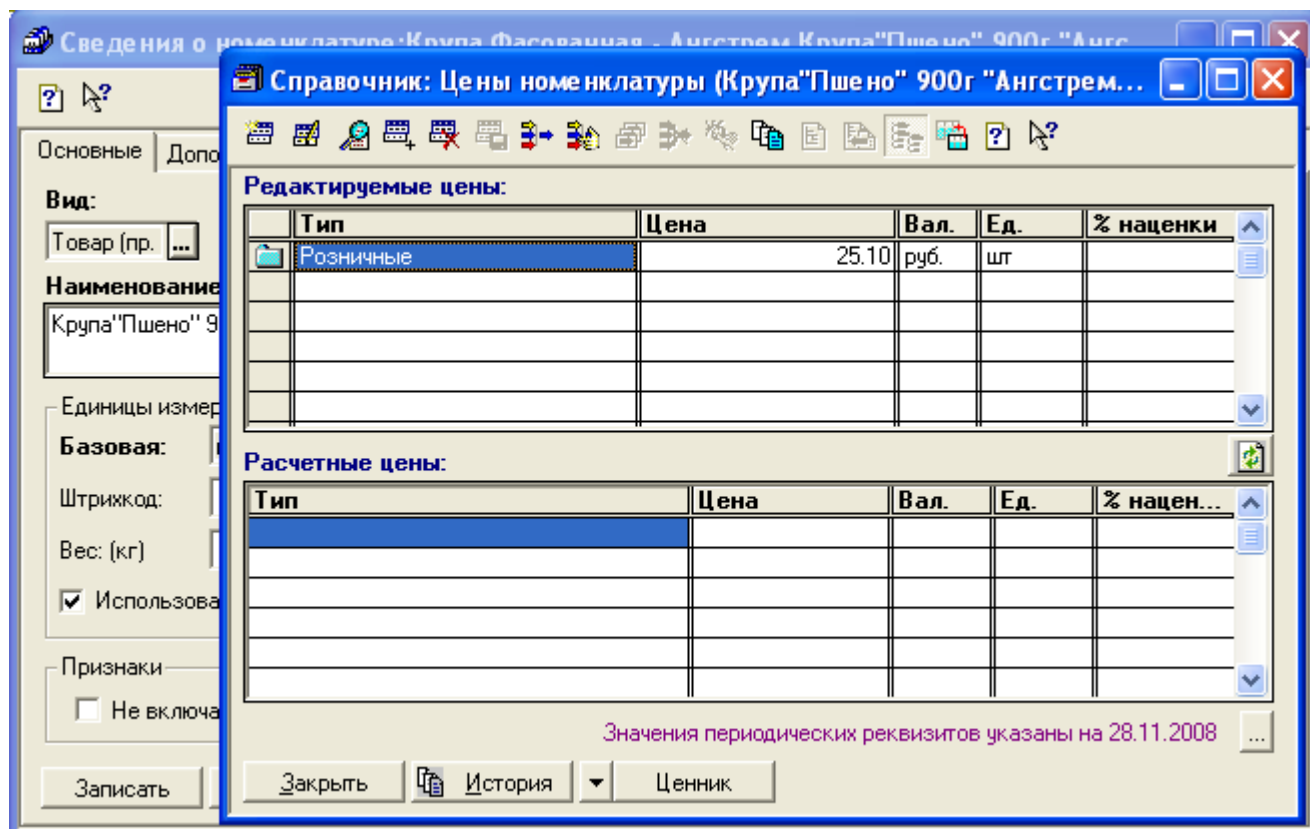 Сведения о номенклатуре:Крупа Фасованная - Ангстрем Крупа"Пшено" 900г "Ангс
Справочник: Цены номенклатуры (Крупа"Пшено" 900г "Ангстрем...
Основные Допо
Вид:
Товар (пр. ...
Наименование
Крупа"Пшено" 9
Единицы измер
Базовая:
Штрихкод:
Вес: (кг)
Использова
Признаки
Не включа
Записать
Редактируемые цены:
Тип Цена Вал. Ед. % наценки
Розничные 25.10 руб. шт
Расчетные цены:
Тип Цена Вал. Ед. % нацен...
Значения периодических реквизитов указаны на 28.11.2008 ...
Закрыть История Ценник